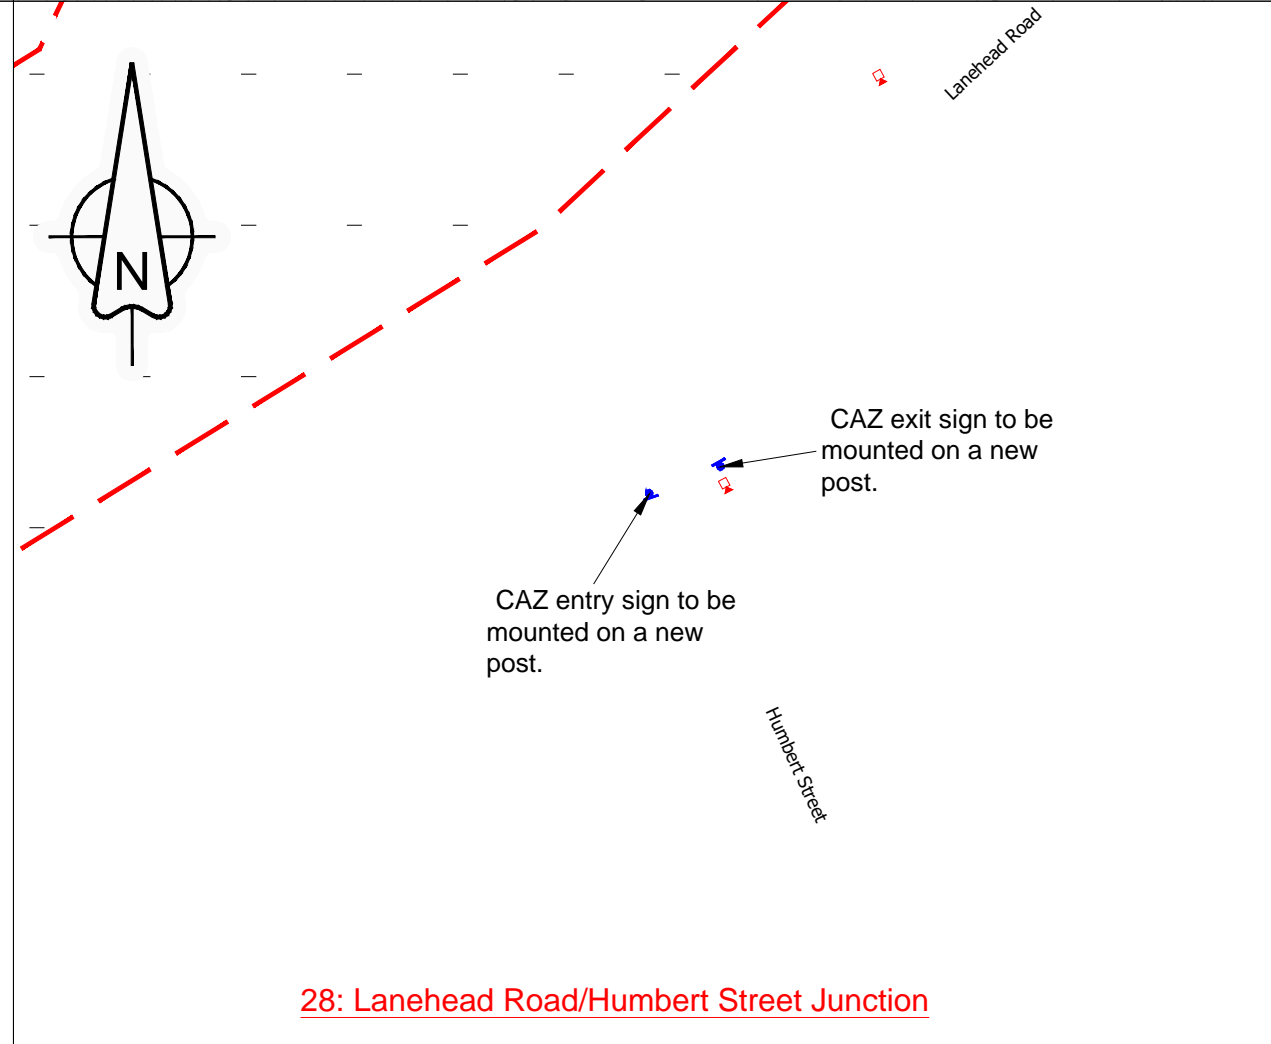 Lanehead Road
N
CAZ exit sign to be
mounted on a new
post.
CAZ entry sign to be
mounted on a new
post.
Humbert Street
28: Lanehead Road/Humbert Street Junction